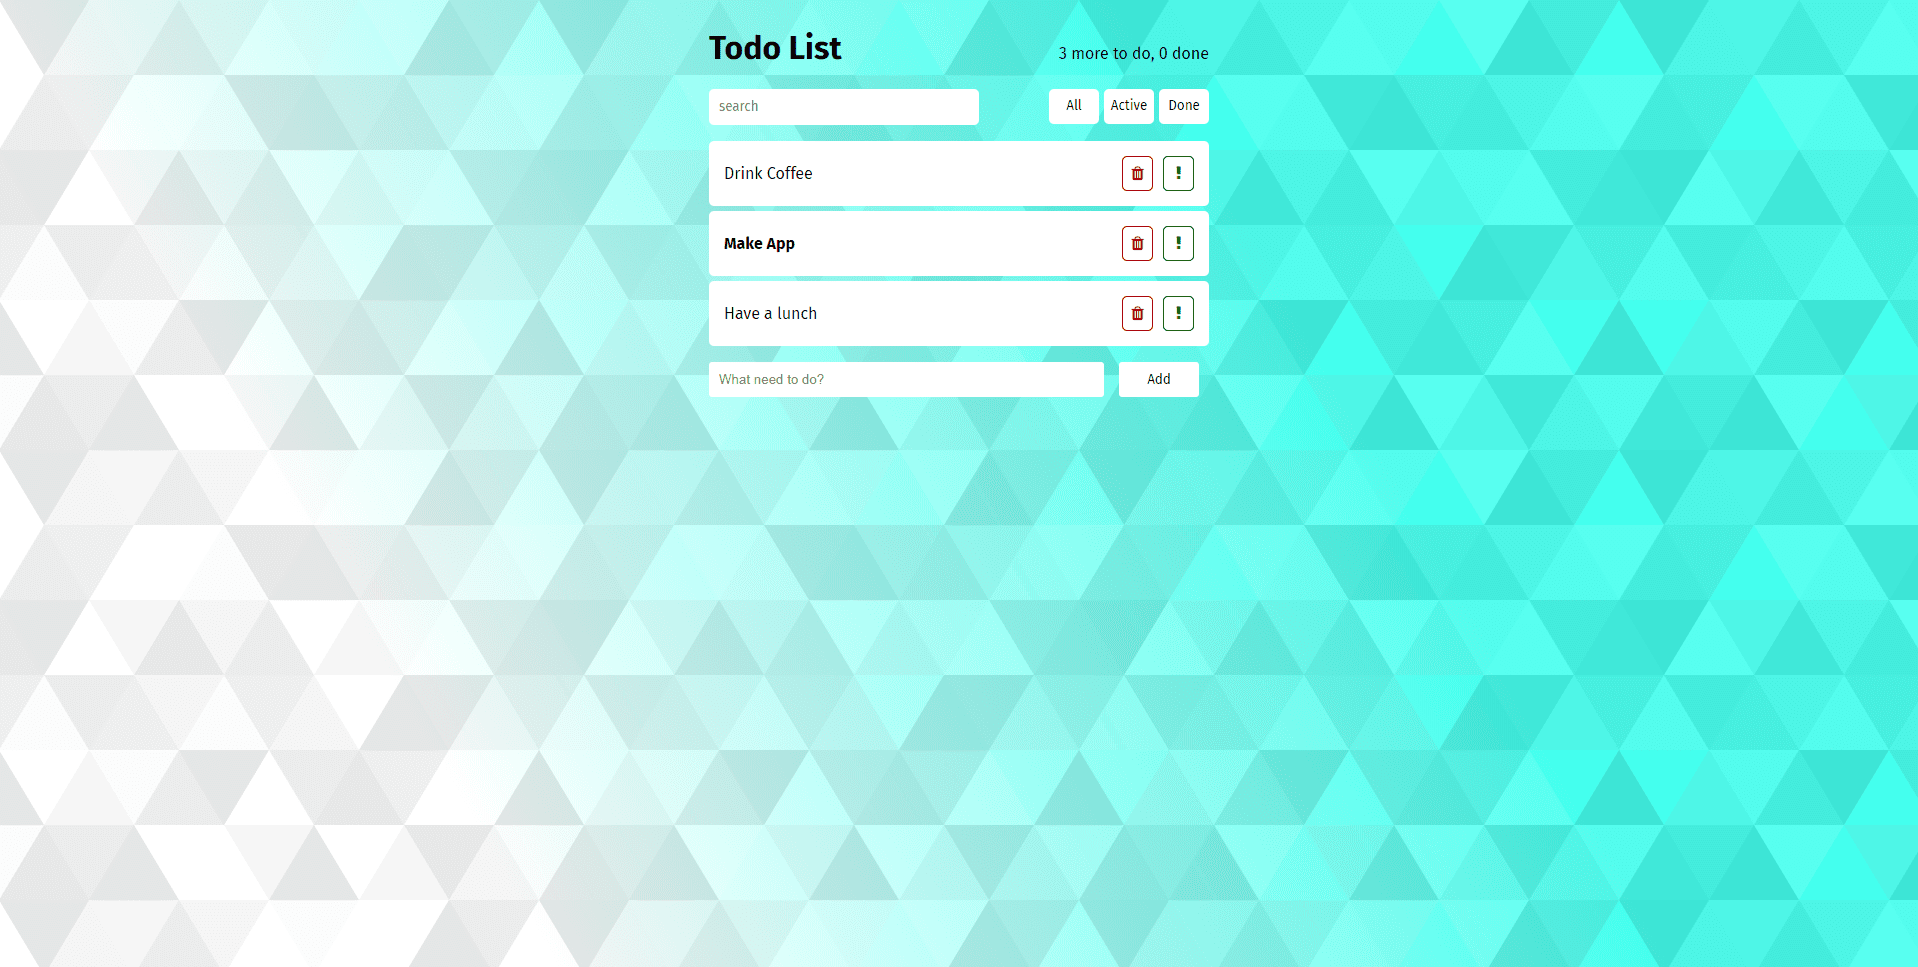 Todo List
3 more to do, 0 done
search
All Active Done
Drink Coffee
!
Make App
!
Have a lunch
!
What need to do?
Add